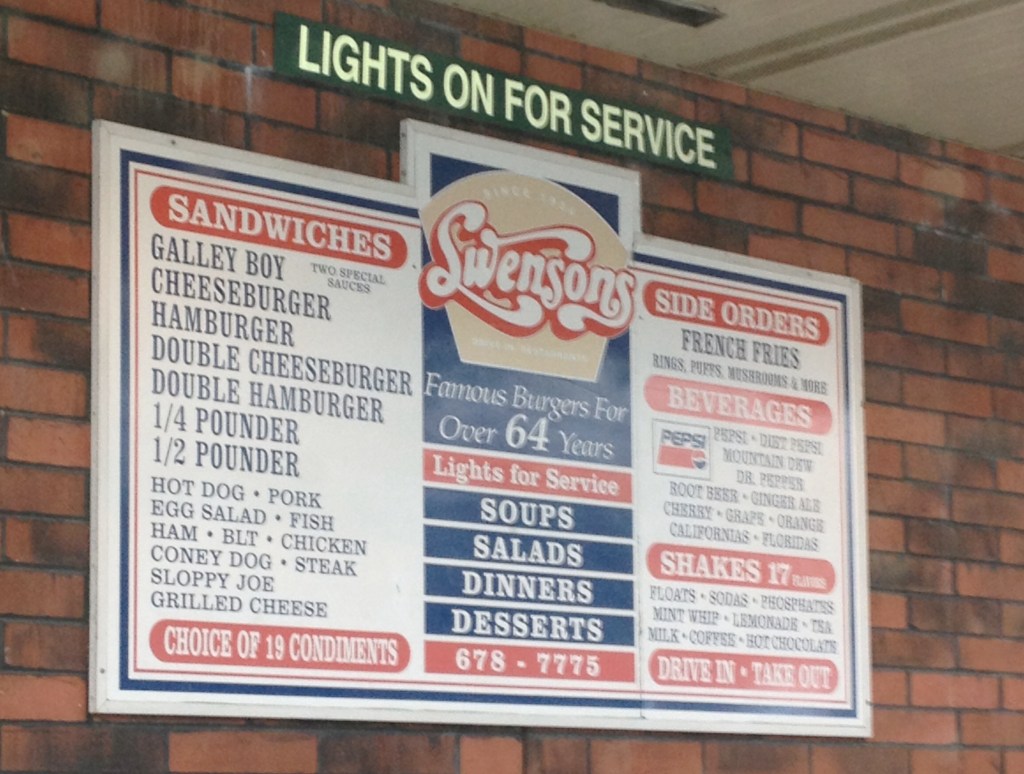 LIGHTS ON FOR SERVICE
SANDWICHES
GALLEY BOY TWO SPECIAL SAUCES
CHEESEBURGER
HAMBURGER
DOUBLE CHEESEBURGER
DOUBLE HAMBURGER
1/4 POUNDER
1/2 POUNDER
HOT DOG • PORK
EGG SALAD • FISH
HAM • BLT • CHICKEN
CONEY DOG • STEAK
SLOPPY JOE
GRILLED CHEESE
CHOICE OF 19 CONDIMENTS
SINCE
Swensons
DRIVE-IN RESTAURANTS
Famous Burgers For
Over 64 Years
Lights for Service
SOUPS
SALADS
DINNERS
DESSERTS
678 - 7775
SIDE ORDERS
FRENCH FRIES
RINGS, PUFFS, MUSHROOMS & MORE
BEVERAGES
PEPSI
PEPSI • DIET PEPSI
MOUNTAIN DEW
DR. PEPPER
ROOT BEER • GINGER ALE
CHERRY • GRAPE • ORANGE
CALIFORNIAS • FLORIDAS
SHAKES 17 FLAVORS
FLOATS • SODAS • PHOSPHATES
MINT WHIP • LEMONADE • TEA
MILK • COFFEE • HOT CHOCOLATE
DRIVE IN • TAKE OUT